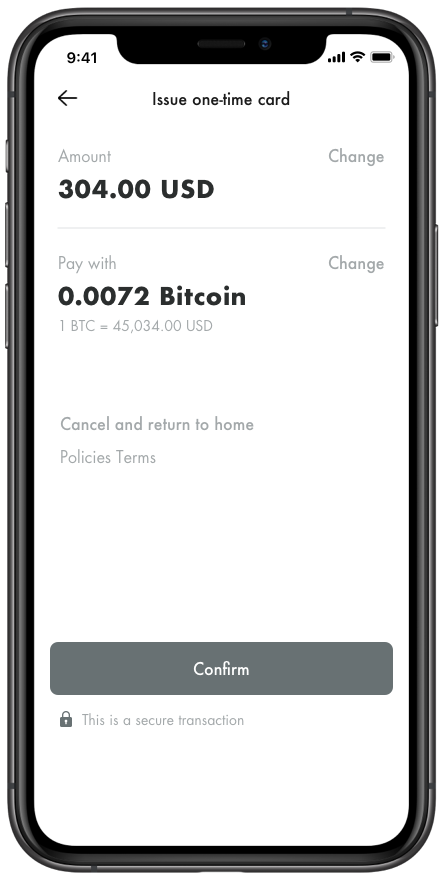 9:41
Issue one-time card
Amount Change
304.00 USD
Pay with Change
0.0072 Bitcoin
1 BTC = 45,034.00 USD
Cancel and return to home
Policies Terms
Confirm
This is a secure transaction